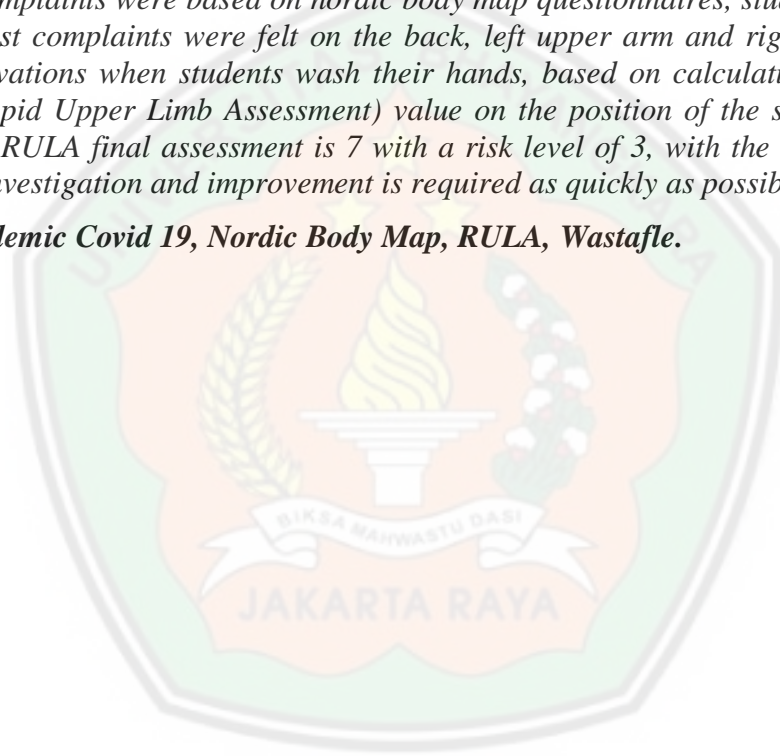 mplaints were based on nordic body map questionnaires, stu
st complaints were felt on the back, left upper arm and rig
vations when students wash their hands, based on calculat
pid Upper Limb Assessment) value on the position of the s
RULA final assessment is 7 with a risk level of 3, with the
nvestigation and improvement is required as quickly as possib
demic Covid 19, Nordic Body Map, RULA, Wastafle.
BIKSA MAHWASTU DASI
JAKARTA RAYA